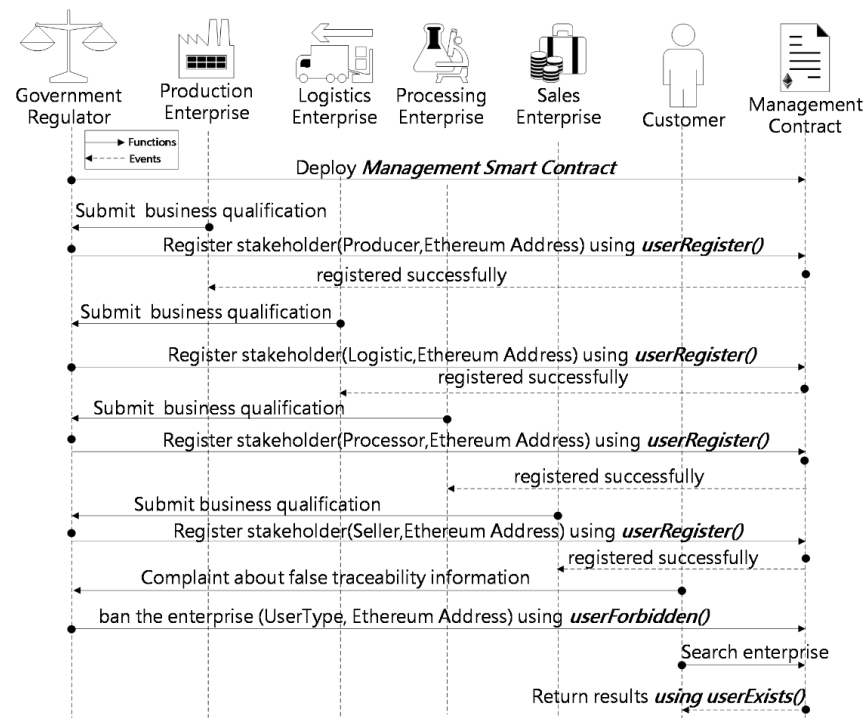 Government
Regulator
Production
Enterprise
Logistics
Enterprise
Processing
Enterprise
Sales
Enterprise
Customer
Management
Contract
Functions
Events
Deploy Management Smart Contract
Submit business qualification
Register stakeholder(Producer,Ethereum Address) using userRegister()
registered successfully
Submit business qualification
Register stakeholder(Logistic,Ethereum Address) using userRegister()
registered successfully
Submit business qualification
Register stakeholder(Processor,Ethereum Address) using userRegister()
registered successfully
Submit business qualification
Register stakeholder(Seller,Ethereum Address) using userRegister()
registered successfully
Complaint about false traceability information
ban the enterprise (UserType, Ethereum Address) using userForbidden()
Search enterprise
Return results using userExists()